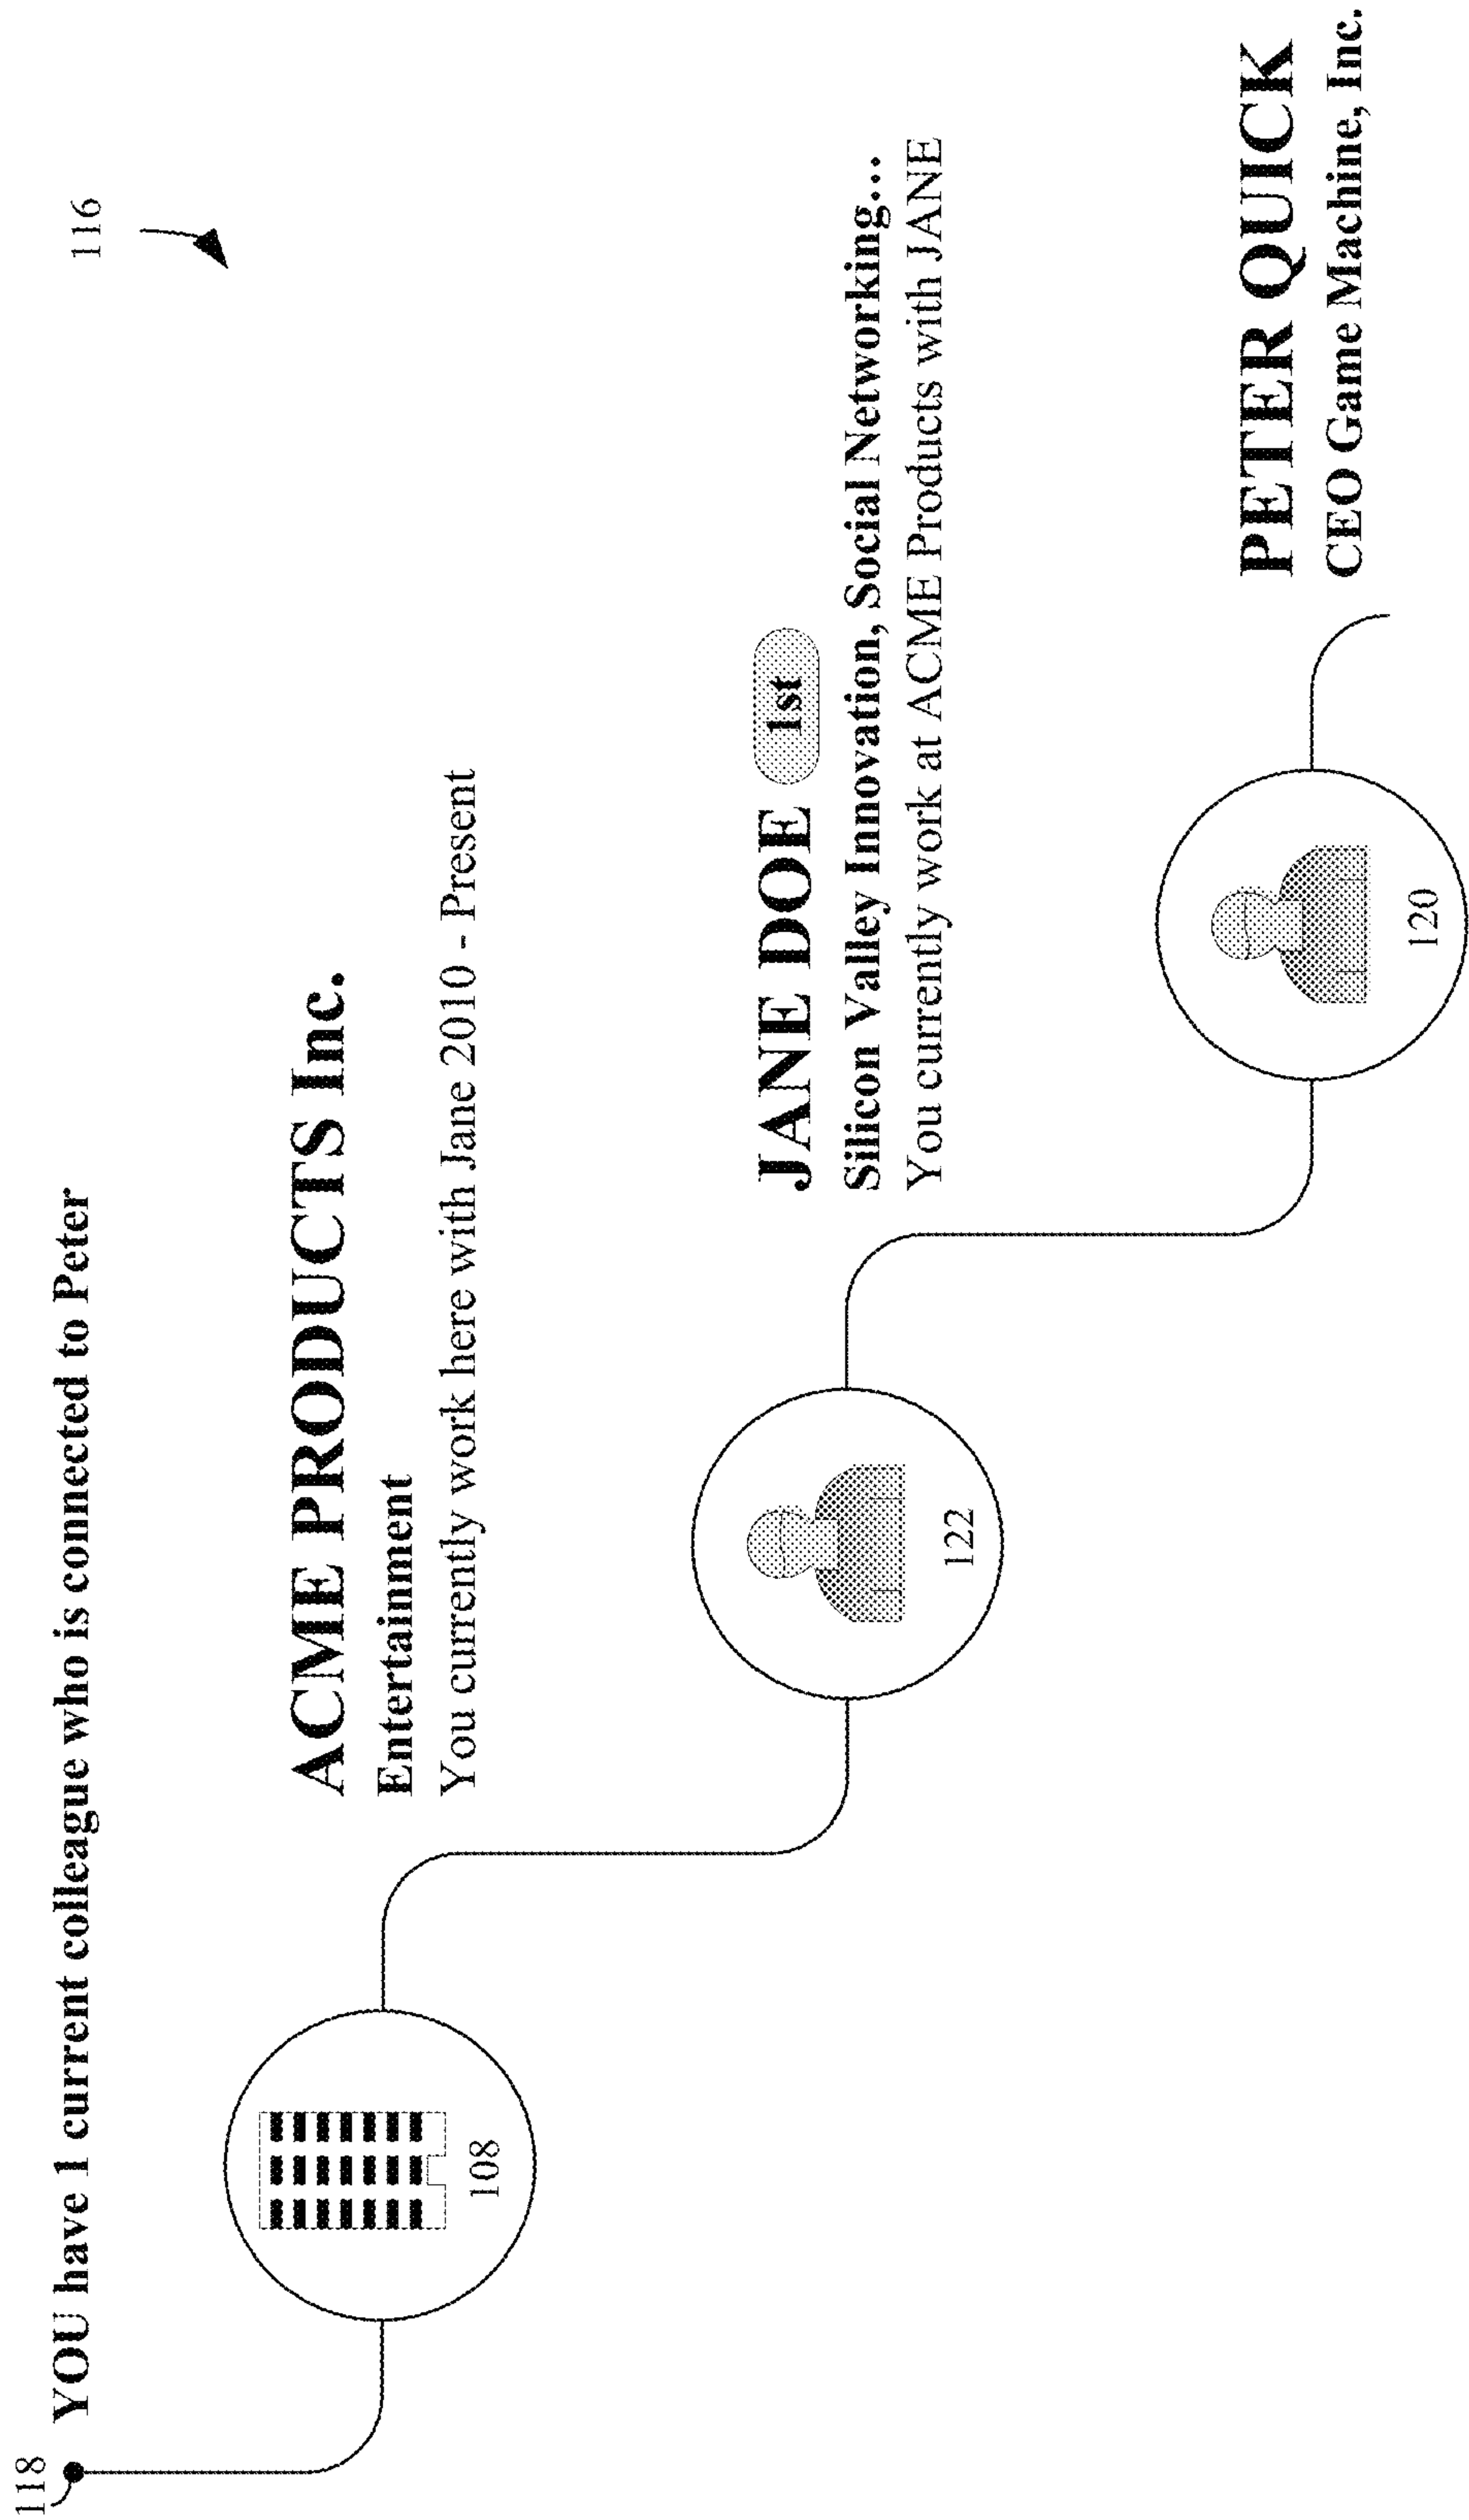 118
YOU have 1 current colleague who is connected to Peter
116
ACME PRODUCTS Inc.
Entertainment
You currently work here with Jane 2010 - Present
108
JANE DOE 1st
Silicon Valley Innovation, Social Networking...
You currently work at ACME Products with JANE
122
PETER QUICK
CEO Game Machine, Inc.
120